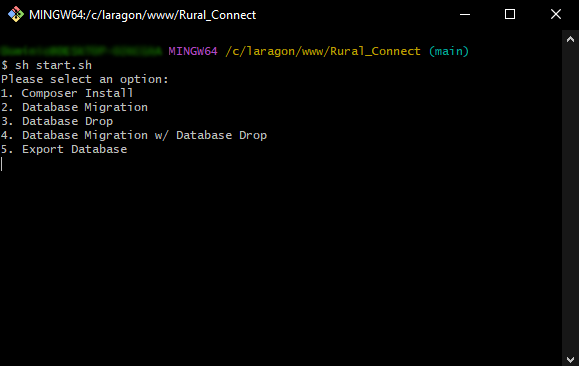 MINGW64:/c/laragon/www/Rural_Connect
MINGW64 /c/laragon/www/Rural_Connect (main)
$ sh start.sh
Please select an option:
1. Composer Install
2. Database Migration
3. Database Drop
4. Database Migration w/ Database Drop
5. Export Database